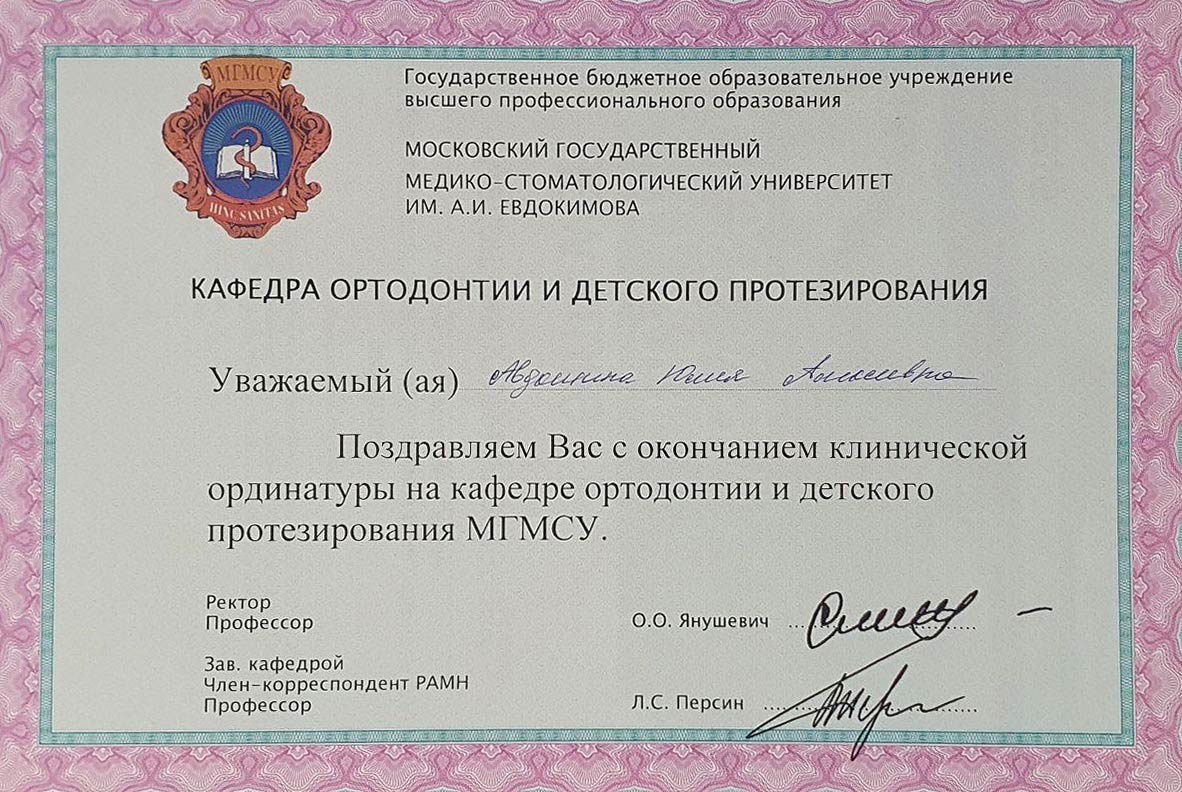 МГМСУ
HINC SANITAS
Государственное бюджетное образовательное учреждение
высшего профессионального образования
МОСКОВСКИЙ ГОСУДАРСТВЕННЫЙ
МЕДИКО-СТОМАТОЛОГИЧЕСКИЙ УНИВЕРСИТЕТ
ИМ. А.И. ЕВДОКИМОВА
КАФЕДРА ОРТОДОНТИИ И ДЕТСКОГО ПРОТЕЗИРОВАНИЯ
Уважаемый (ая) Юлия
Поздравляем Вас с окончанием клинической
ординатуры на кафедре ортодонтии и детского
протезирования МГМСУ.
Ректор
Профессор
О.О. Янушевич
Зав. кафедрой
Член-корреспондент РАМН
Профессор
Л.С. Персин